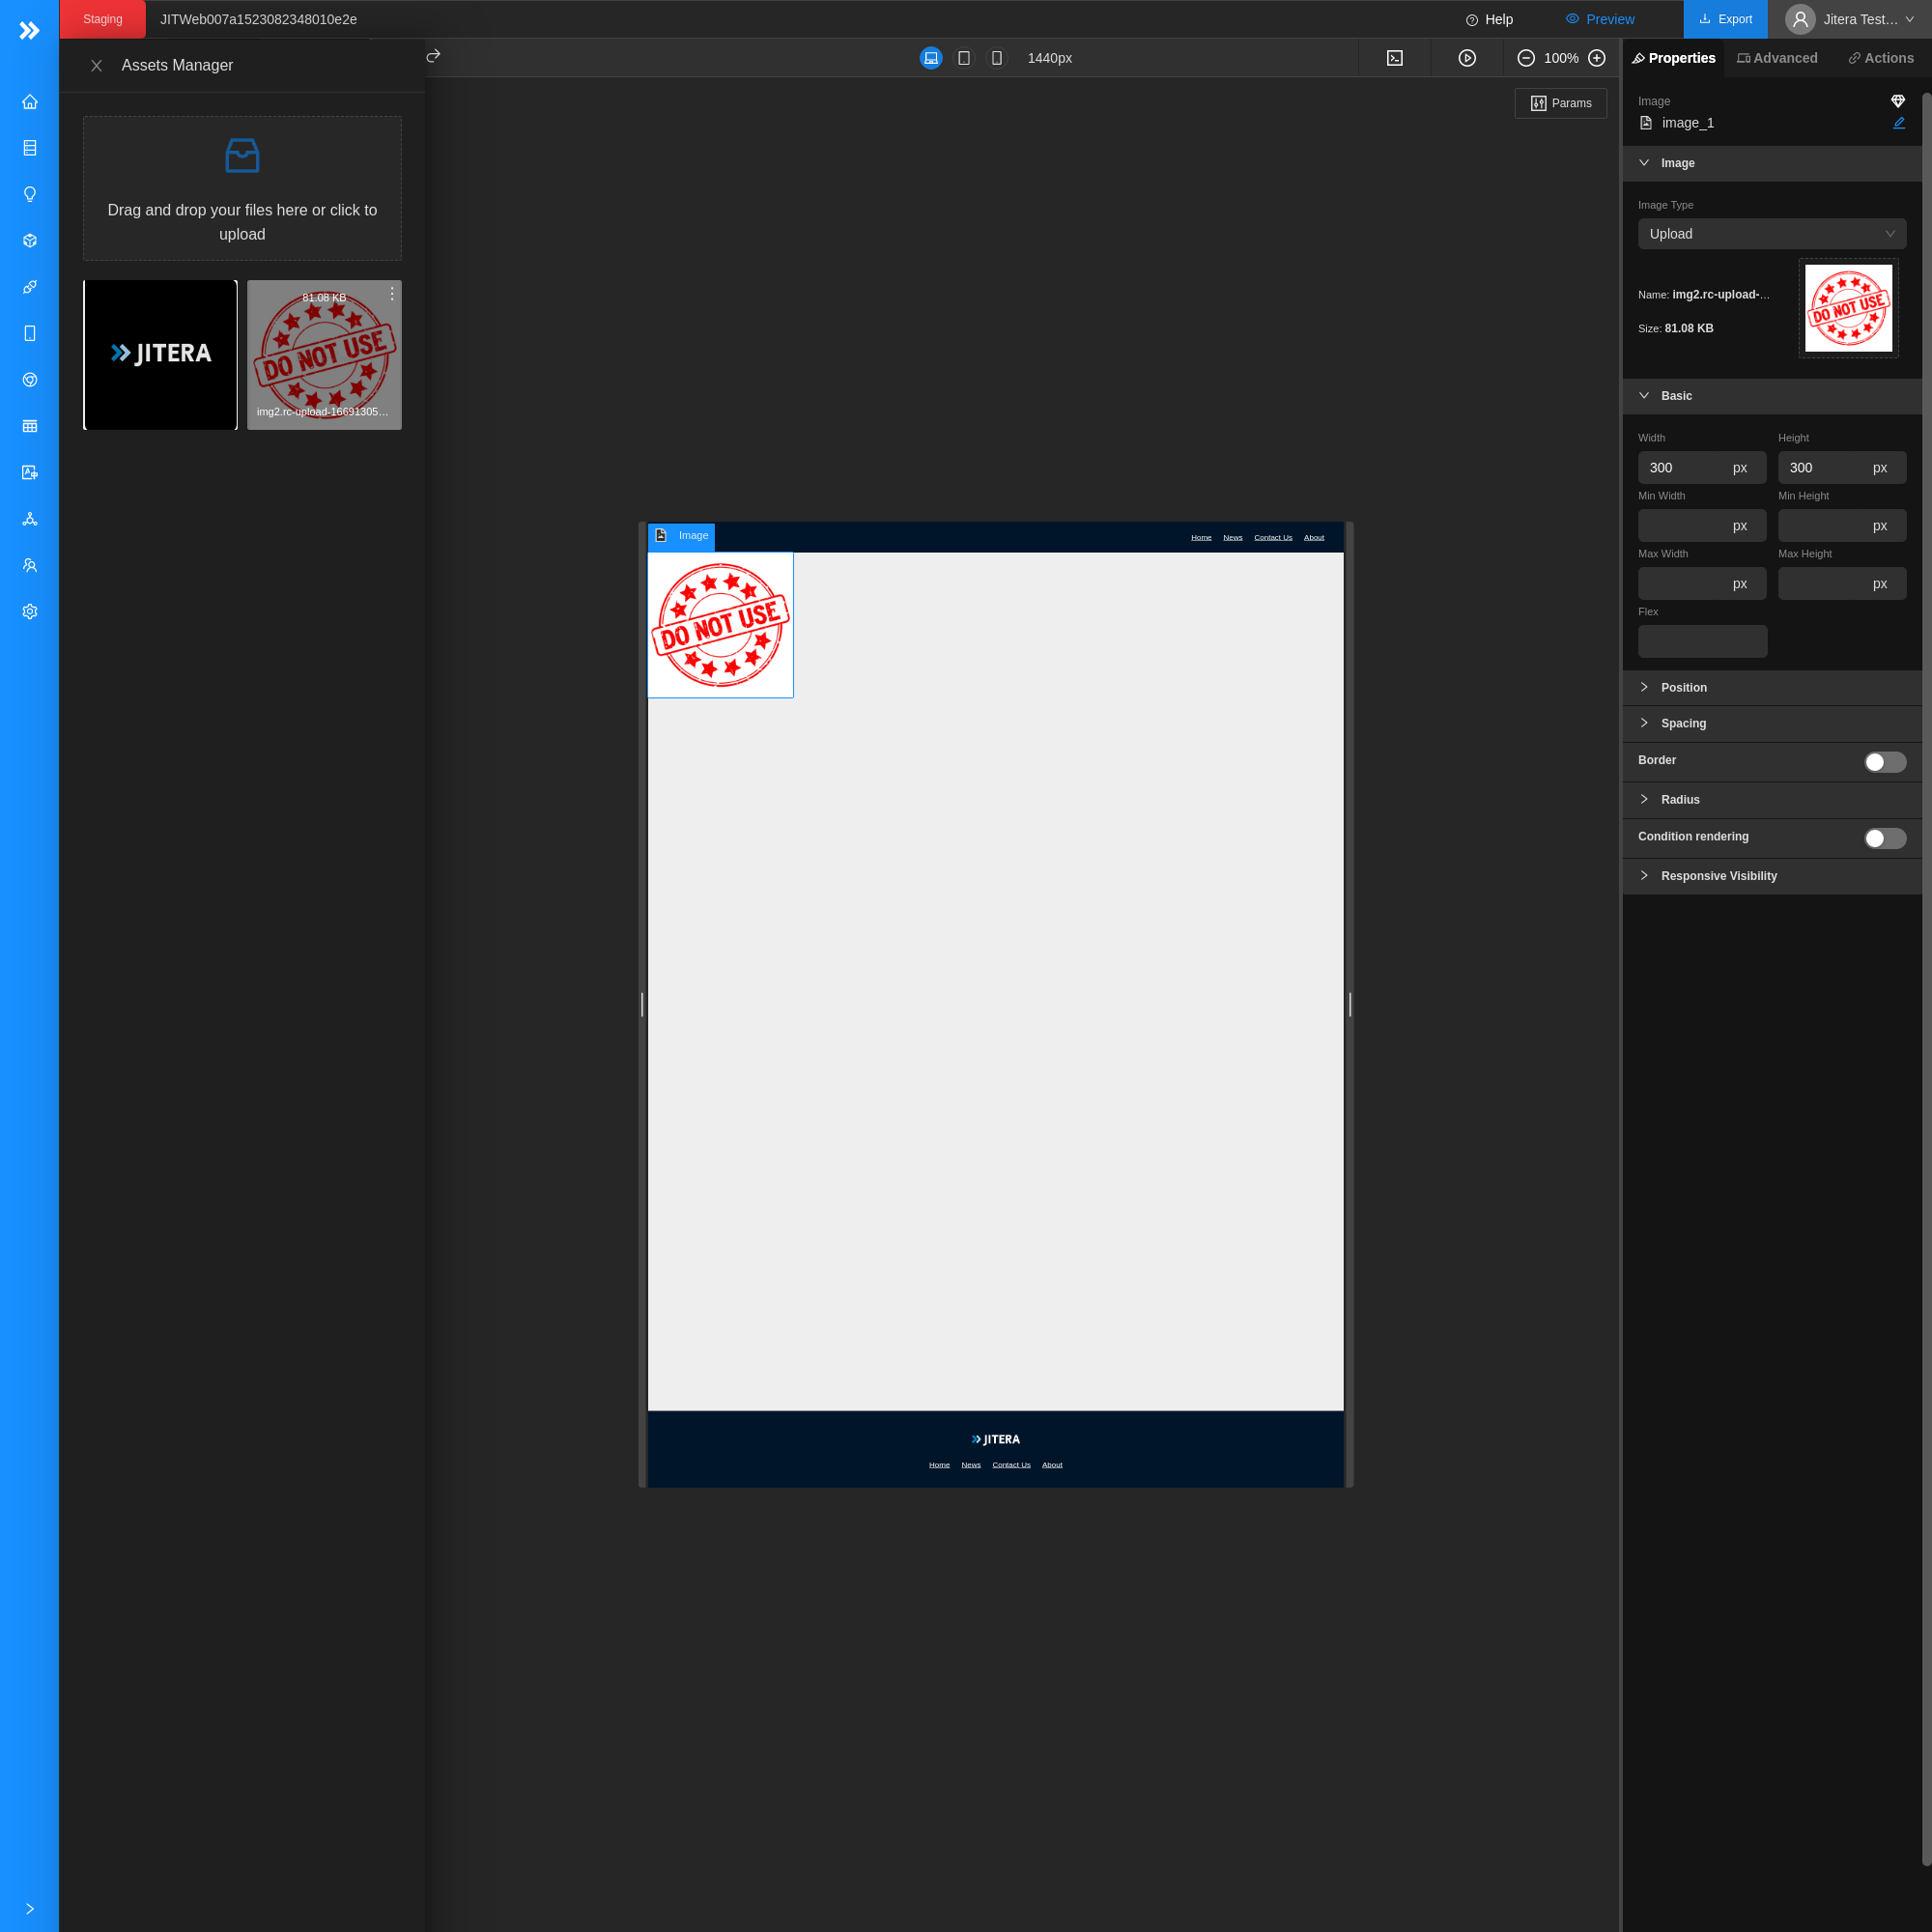 Staging
JITWeb007a1523082348010e2e
Help
Preview
Export
Jitera Test…
Assets Manager
1440px
100%
Properties
Advanced
Actions
Params
Drag and drop your files here or click to
upload
JITERA
81.08 KB
DO NOT USE
img2.rc-upload-16691305…
Image
image_1
Image
Image Type
Upload
Name: img2.rc-upload-…
Size: 81.08 KB
DO NOT USE
Basic
Width
Height
300 px
300 px
Min Width
Min Height
px
px
Max Width
Max Height
px
px
Flex
Position
Spacing
Border
Radius
Condition rendering
Responsive Visibility
Image
Home
News
Contact Us
About
DO NOT USE
JITERA
Home
News
Contact Us
About